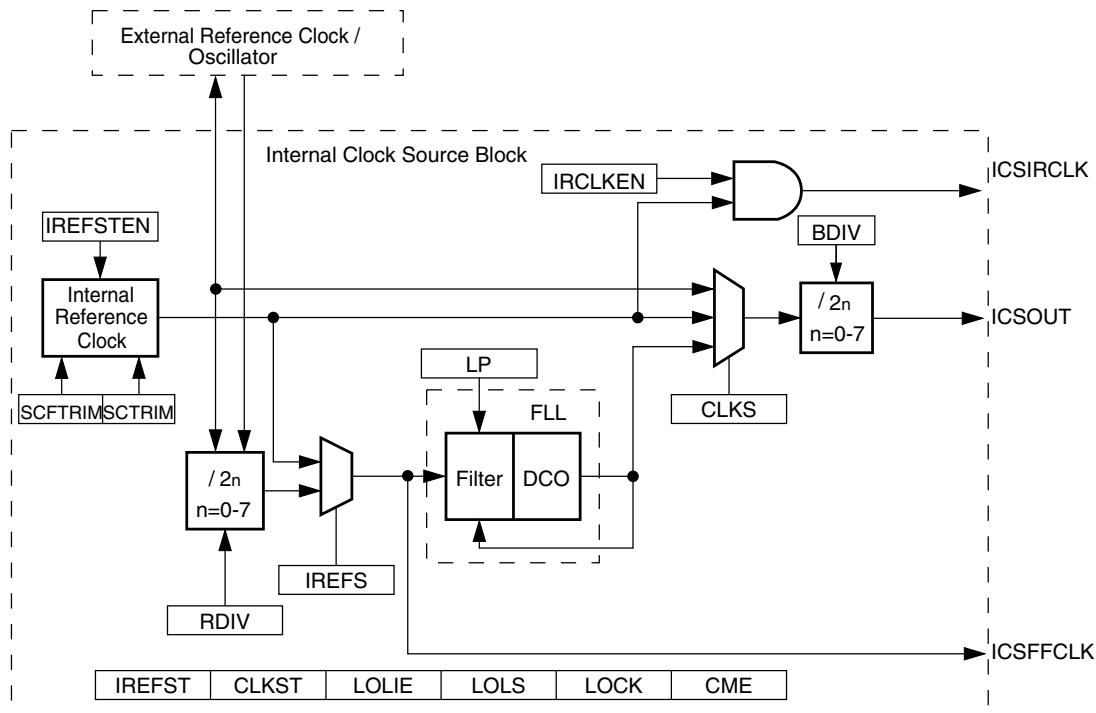 External Reference Clock /
Oscillator
Internal Clock Source Block
IRCLKEN
ICSIRCLK
IREFSTEN
BDIV
Internal
Reference
Clock
/ 2n
n=0-7
ICSOUT
LP
SCFTRIM SCTRIM
CLKS
FLL
/ 2n
n=0-7
Filter DCO
IREFS
RDIV
ICSFFCLK
IREFST CLKST LOLIE LOLS LOCK CME